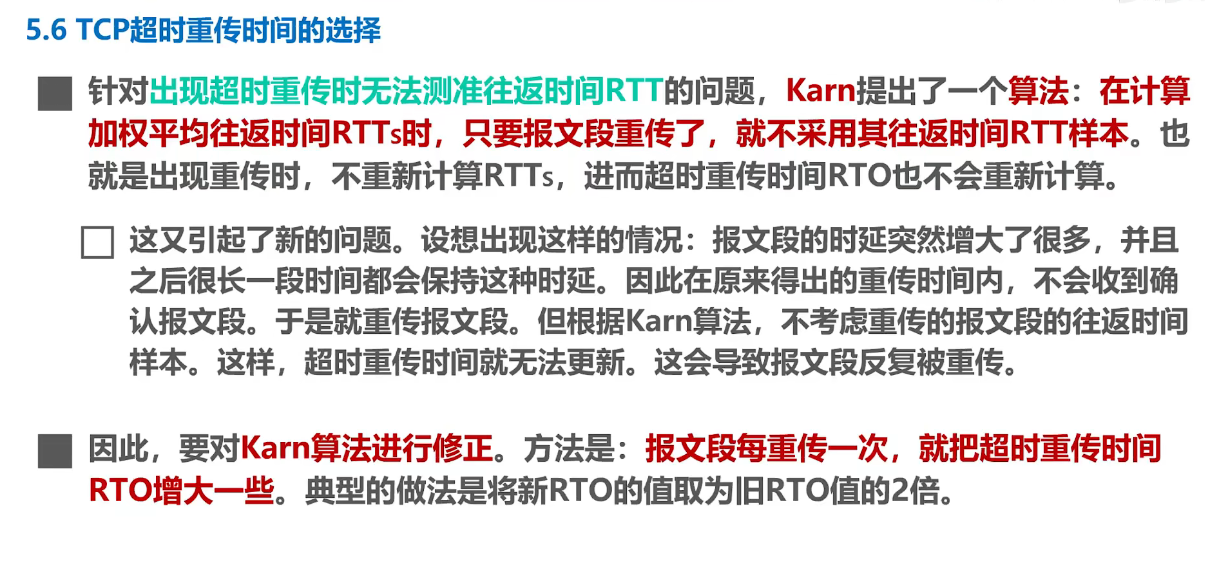 5.6 TCP超时重传时间的选择
针对出现超时重传时无法测准往返时间RTT的问题，Karn提出了一个算法：在计算
加权平均往返时间RTTs时，只要报文段重传了，就不采用其往返时间RTT样本。也
就是出现重传时，不重新计算RTTs，进而超时重传时间RTO也不会重新计算。
这又引起了新的问题。设想出现这样的情况：报文段的时延突然增大了很多，并且
之后很长一段时间都会保持这种时延。因此在原来得出的重传时间内，不会收到确
认报文段。于是就重传报文段。但根据Karn算法，不考虑重传的报文段的往返时间
样本。这样，超时重传时间就无法更新。这会导致报文段反复被重传。
因此，要对Karn算法进行修正。方法是：报文段每重传一次，就把超时重传时间
RTO增大一些。典型的做法是将新RTO的值取为旧RTO值的2倍。